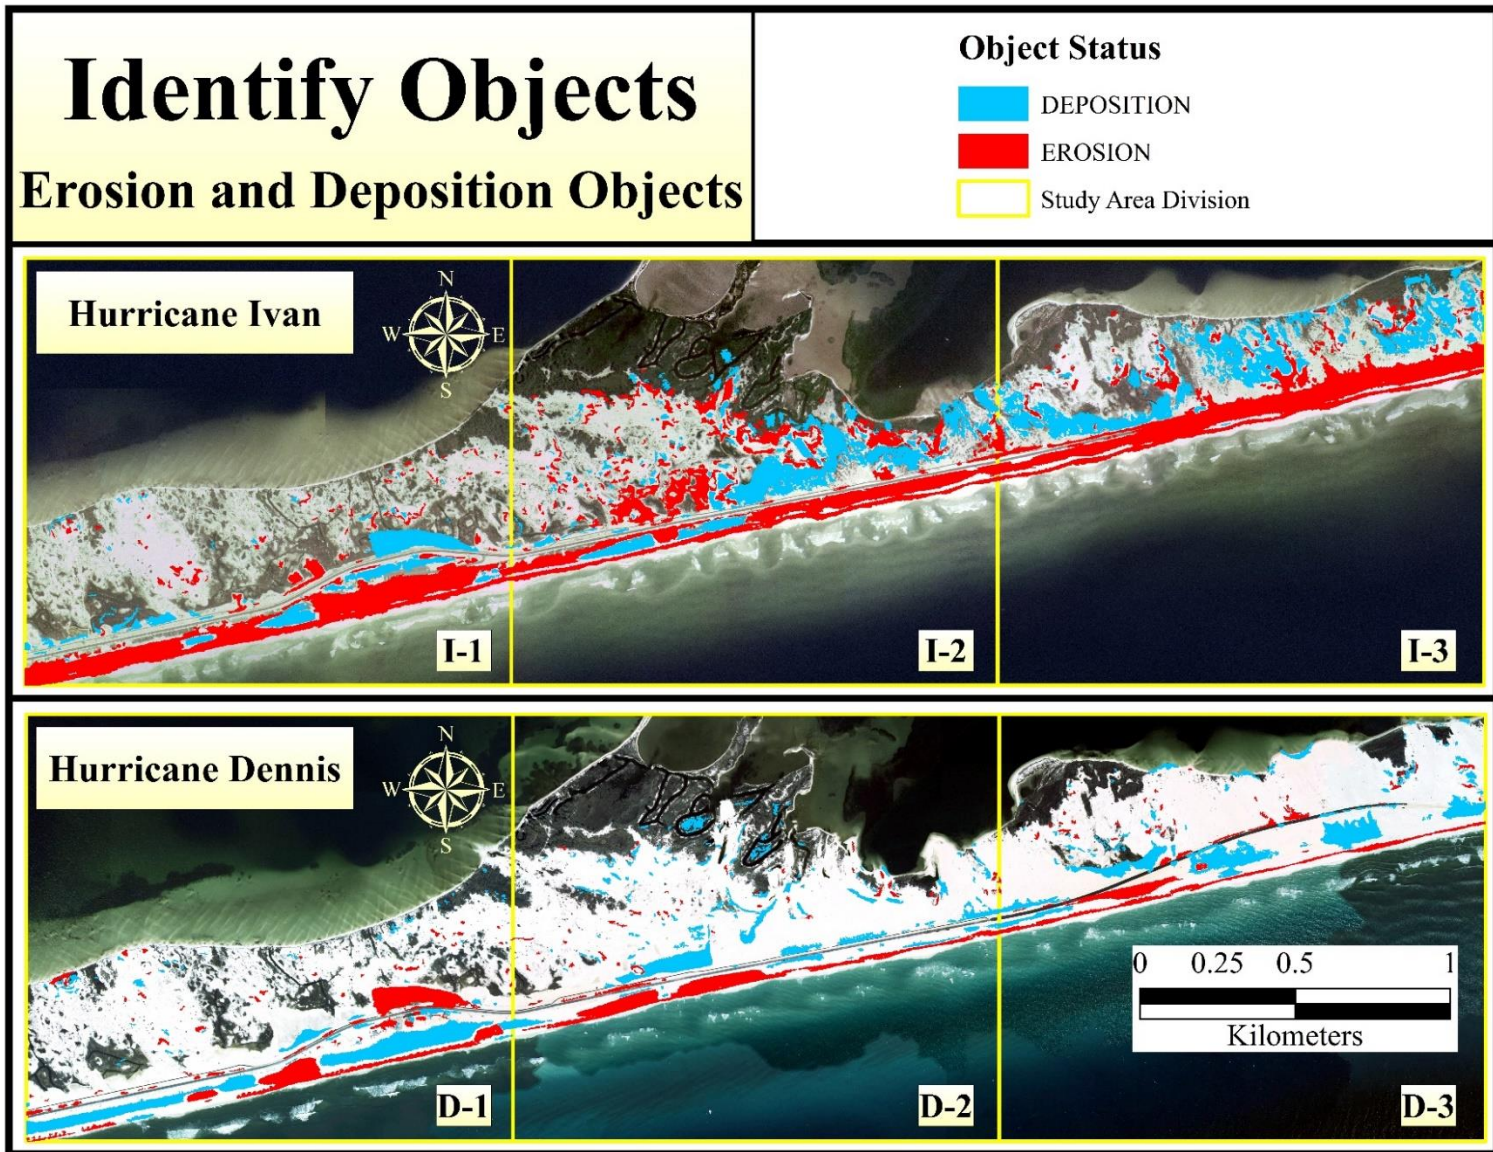 Identify Objects
Erosion and Deposition Objects
Object Status
DEPOSITION
EROSION
Study Area Division
Hurricane Ivan
N
W E
S
I-1
I-2
I-3
Hurricane Dennis
N
W E
S
0 0.25 0.5 1
Kilometers
D-1
D-2
D-3